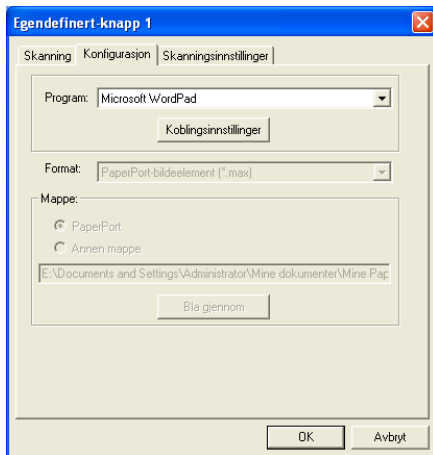 Egendefinert-knapp 1
Skanning Konfigurasjon Skanningsinnstillinger
Program: Microsoft WordPad
Koblingsinnstillinger
Format: PaperPort-bildeelement (*.max)
Mappe:
PaperPort
Annen mappe
E:\Documents and Settings\Administrator\Mine dokumenter\Mine Pap
Bla gjennom
OK Avbryt